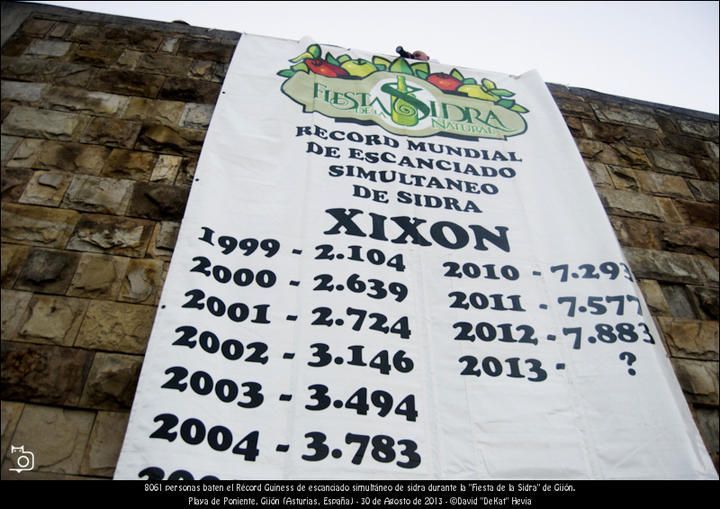 FIESTA SIDRA
DE LA NATURAL
RECORD MUNDIAL
DE ESCANCIADO
SIMULTANEO
DE SIDRA
XIXON
1999 - 2.104
2000 - 2.639
2001 - 2.724
2002 - 3.146
2003 - 3.494
2004 - 3.783
2010 - 7.293
2011 - 7.577
2012 - 7.883
2013 - ?
8061 personas baten el Récord Guiness de escanciado simultáneo de sidra durante la "Fiesta de la Sidra" de Gijón.
Playa de Poniente, Gijón (Asturias, España) - 30 de Agosto de 2013 - ©David "DeKat" Hevia